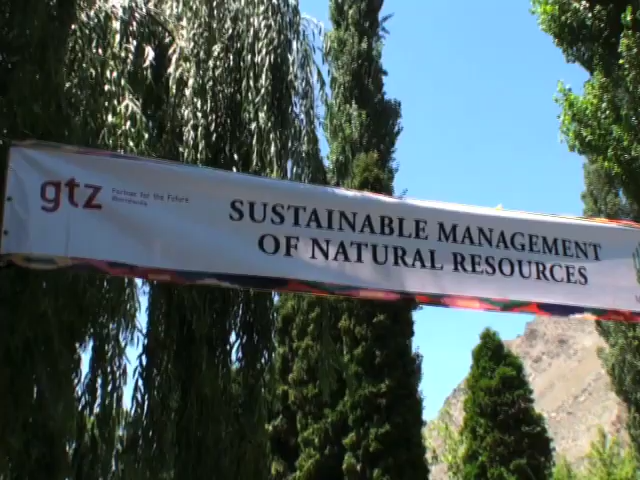 gtz
Partner for the Future
Worldwide
SUSTAINABLE MANAGEMENT
OF NATURAL RESOURCES